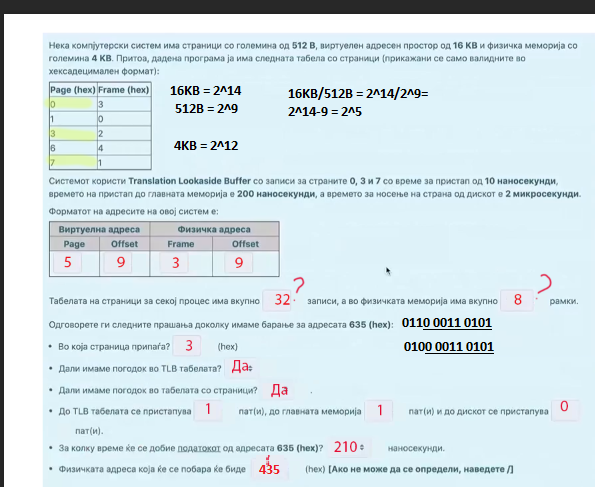 Нека компјутерски систем има страници со големина од 512 B, виртуелен адресен простор од 16 KB и физичка меморија со
големина 4 KB. Притоа, дадена програма ја има следната табела со страници (прикажани се само валидните во
хексадецимален формат):
Page (hex) Frame (hex)
0 3
1 0
3 2
6 4
7 1
16KB = 2^14
512B = 2^9
4KB = 2^12
16KB/512B = 2^14/2^9=
2^14-9 = 2^5
Системот користи Translation Lookaside Buffer со записи за страните 0, 3 и 7 со време за пристап од 10 наносекунди,
времето на пристап до главната меморија е 200 наносекунди, а времето за носење на страна од дискот е 2 микросекунди.
Форматот на адресите на овој систем е:
Виртуелна адреса Физичка адреса
Page Offset Frame Offset
5 9 3 9
Табелата на страници за секој процес има вкупно 32 ? записи, а во физичката меморија има вкупно 8 ? рамки.
Одговорете ги следните прашања доколку имаме барање за адресата 635 (hex): 0110 0011 0101
• Во која страница припаѓа? 3 (hex) 0100 0011 0101
• Дали имаме погодок во TLB табелата? Да
• Дали имаме погодок во табелата со страници? Да .
• До TLB табелата се пристапува 1 пат(и), до главната меморија 1 пат(и) и до дискот се пристапува 0
пат(и).
• За колку време ќе се добие податокот од адресата 635 (hex)? 210 наносекунди.
• Физичката адреса која ќе се побара ќе биде 435 (hex) [Ако не може да се определи, наведете /]